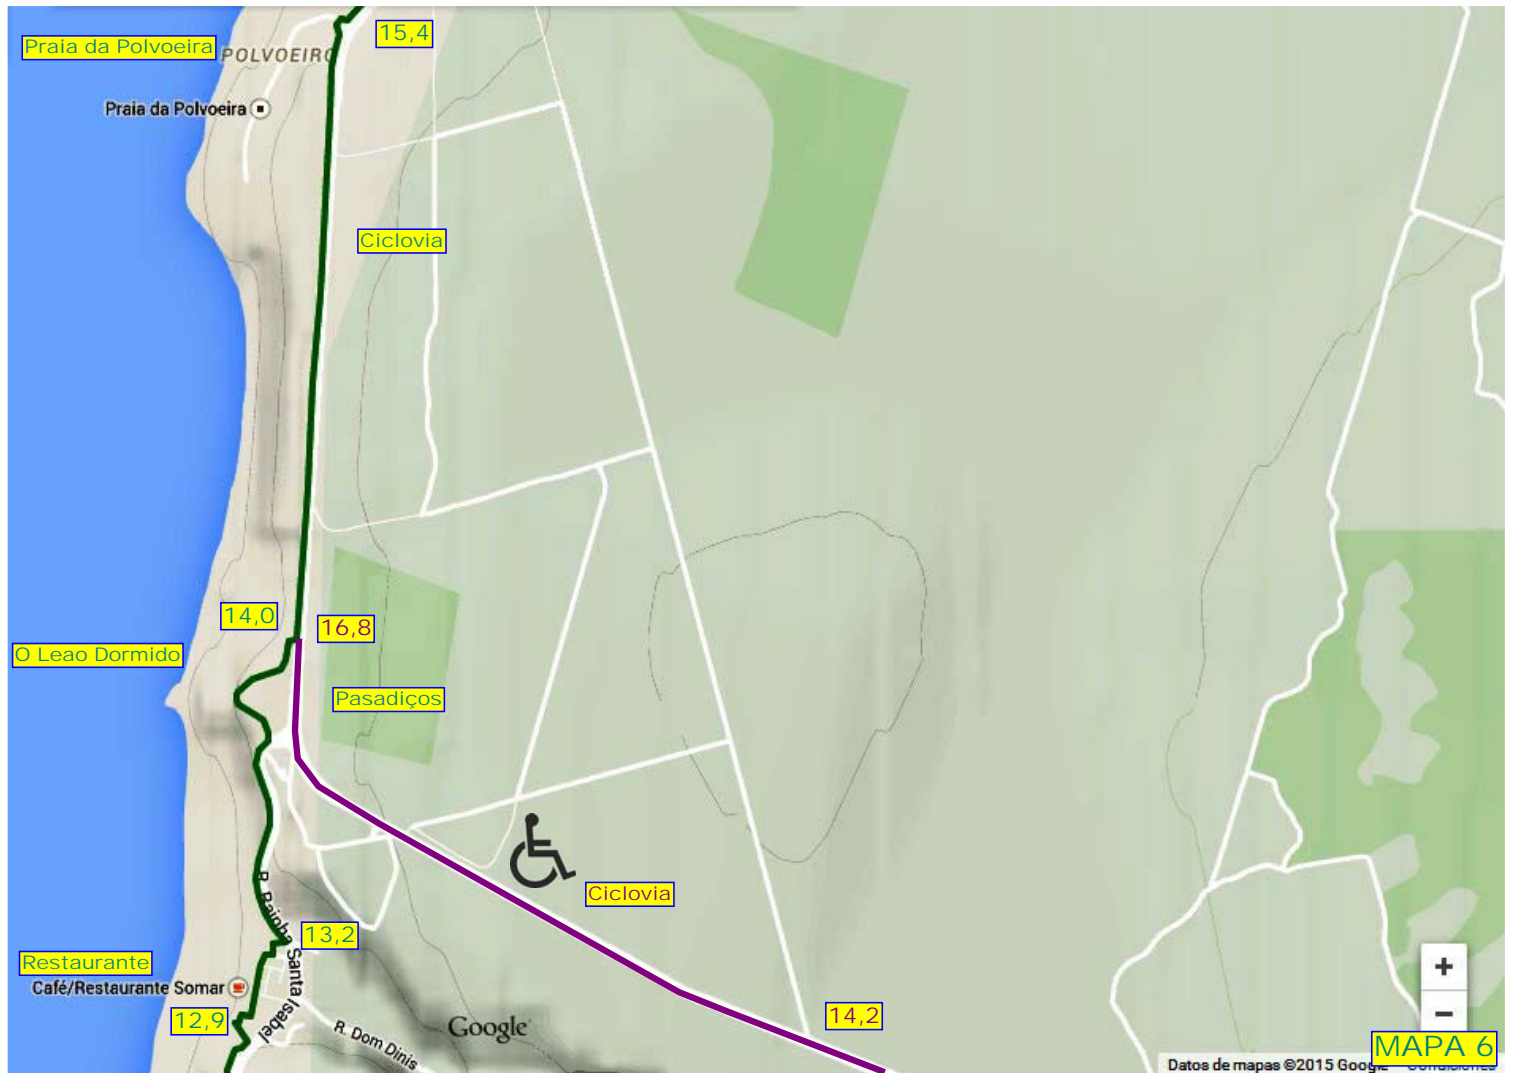 15,4
Praia da Polvoeira
POLVOEIRO
Praia da Polvoeira
Ciclovia
14,0
16,8
O Leao Dormido
Pasadiços
Ciclovia
R. Rainha Santa Isabel
13,2
Restaurante
Café/Restaurante Somar
12,9
R. Dom Dinis
Google
14,2
+
−
MAPA 6
Datos de mapas ©2015 Google